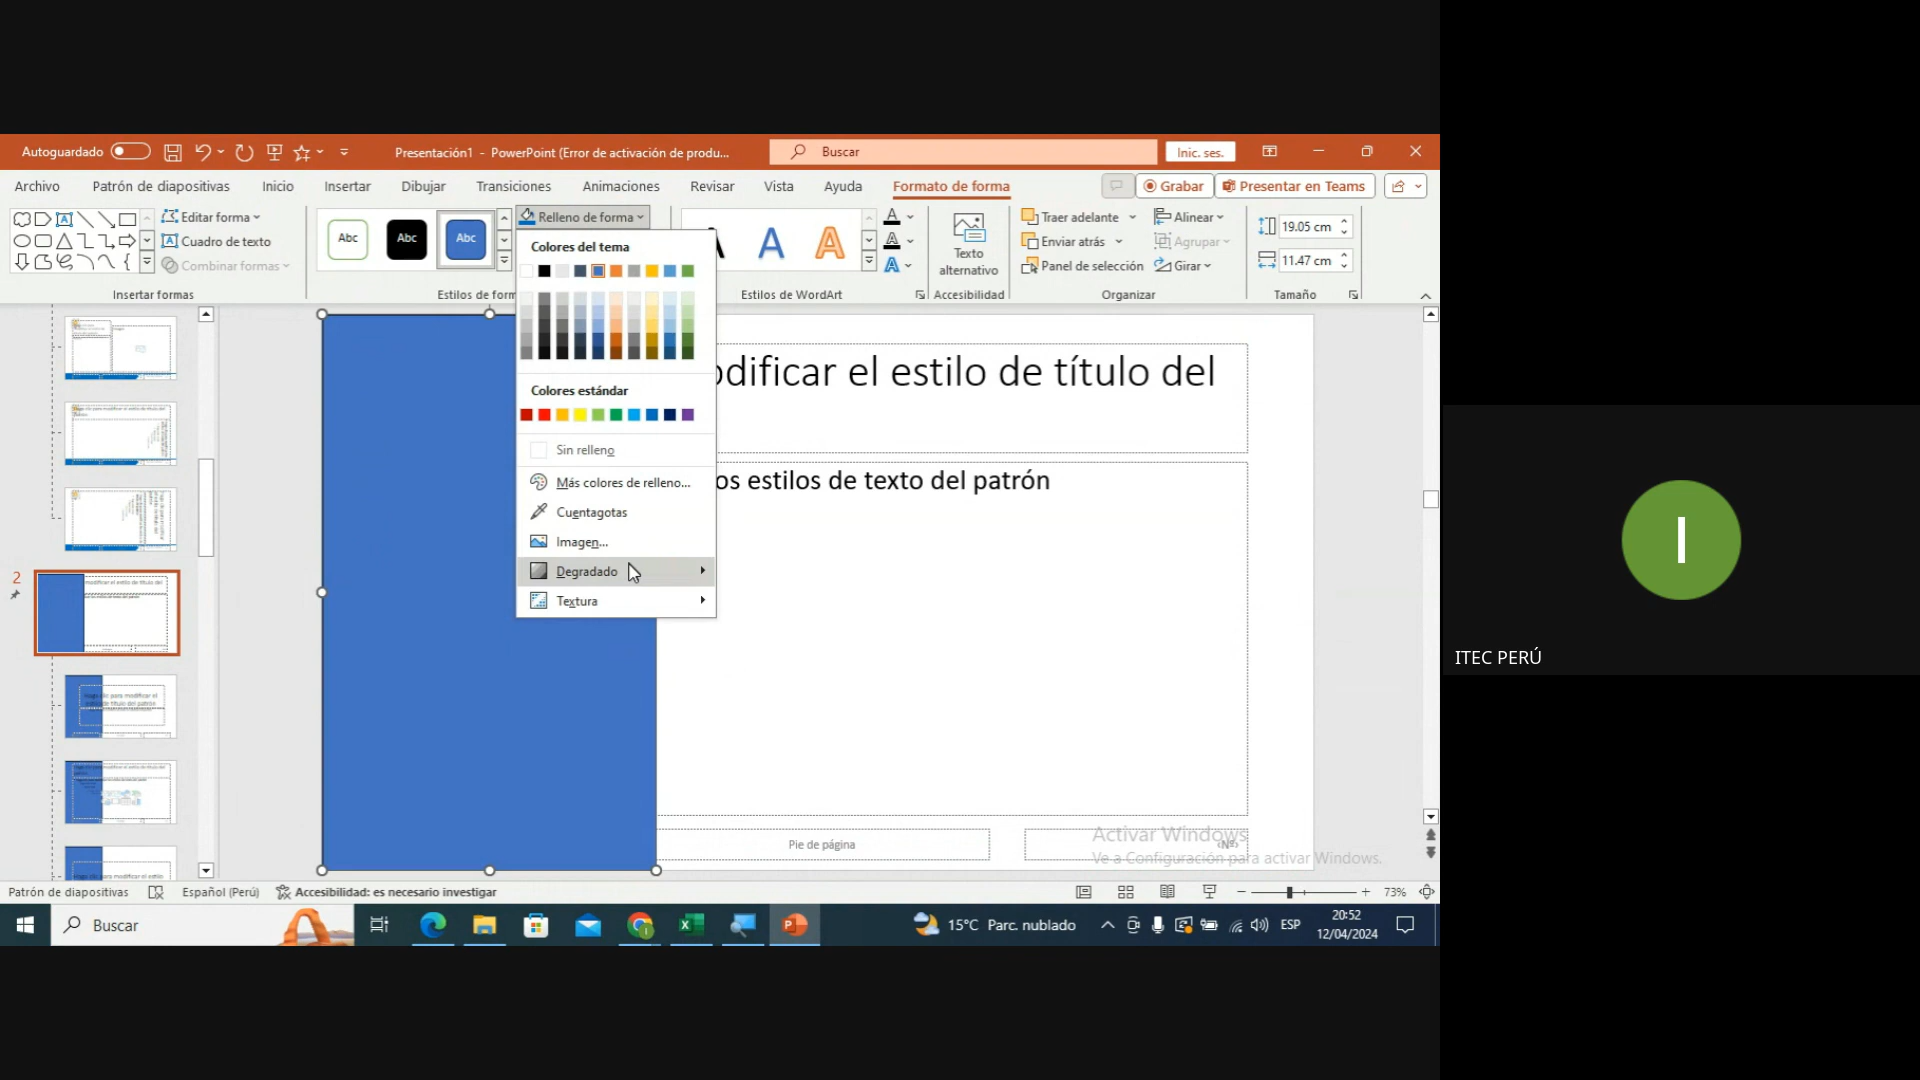 Autoguardado
Presentación1 - PowerPoint (Error de activación de produ...
Buscar
Inic. ses.
Archivo
Patrón de diapositivas
Inicio
Insertar
Dibujar
Transiciones
Animaciones
Revisar
Vista
Ayuda
Formato de forma
Grabar
Presentar en Teams
Editar forma
Cuadro de texto
Combinar formas
Insertar formas
Abc
Abc
Abc
Estilos de form
Relleno de forma
Estilos de WordArt
Texto
alternativo
Accesibilidad
Traer adelante
Enviar atrás
Panel de selección
Alinear
Agrupar
Girar
Organizar
19.05 cm
11.47 cm
Tamaño
Colores del tema
Colores estándar
Sin relleno
Más colores de relleno...
Cuentagotas
Imagen...
Degradado
Textura
2
odificar el estilo de título del
os estilos de texto del patrón
Pie de página
‹Nº›
Activar Windows
Ve a Configuración para activar Windows.
ITEC PERÚ
I
Patrón de diapositivas
Español (Perú)
Accesibilidad: es necesario investigar
73%
Buscar
15°C Parc. nublado
ESP
20:52
12/04/2024